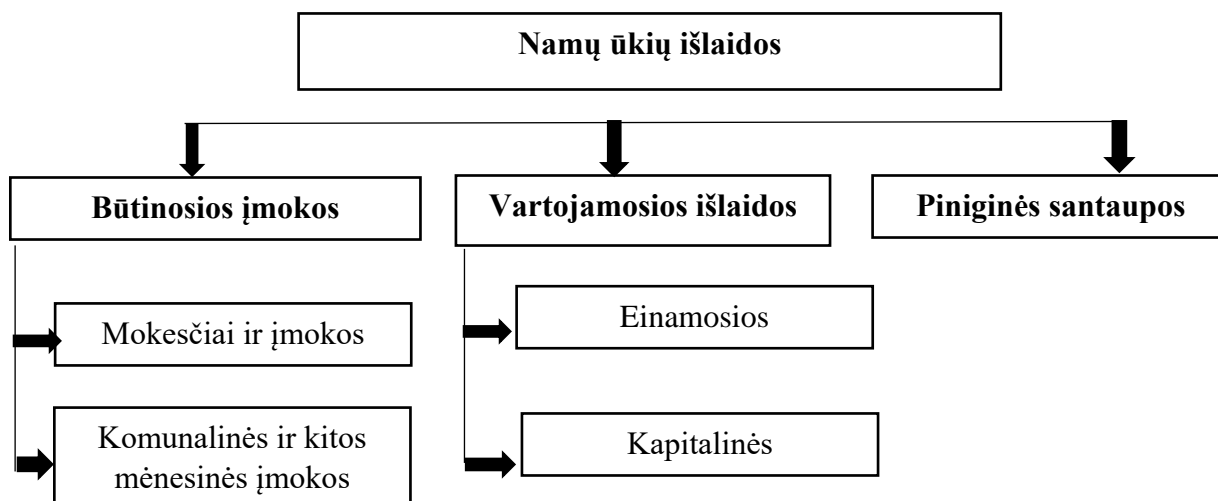 Namų ūkių išlaidos
Būtinosios įmokos
Vartojamosios išlaidos
Piniginės santaupos
Mokesčiai ir įmokos
Einamosios
Komunalinės ir kitos
mėnesinės įmokos
Kapitalinės